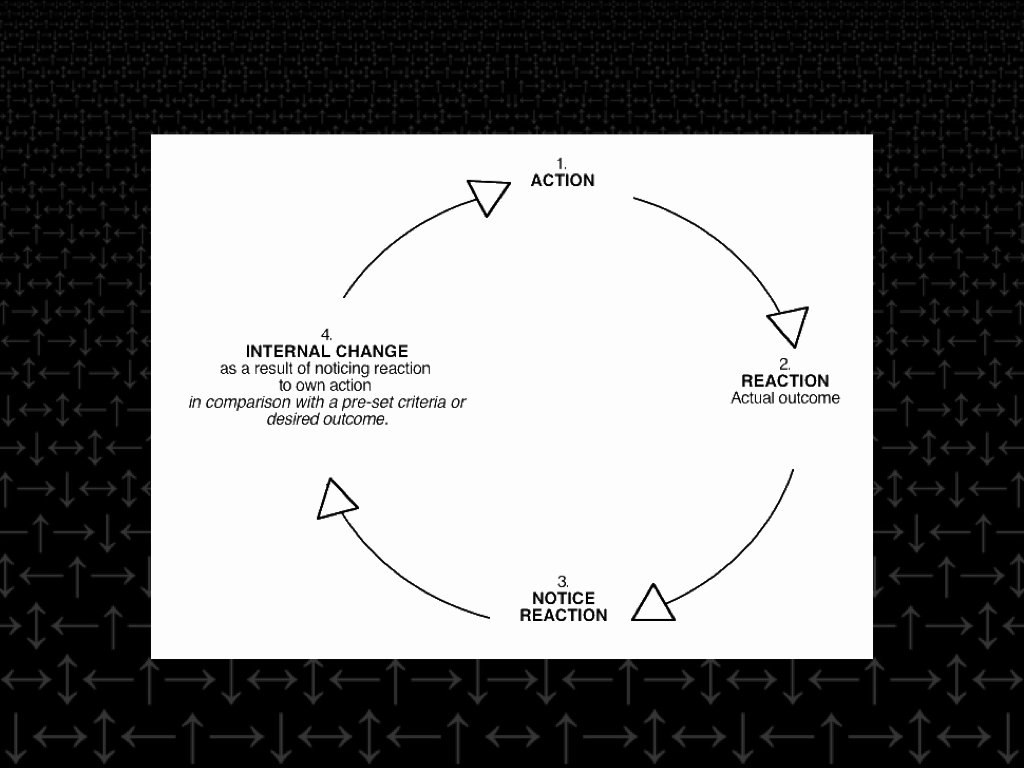 1.
ACTION
2.
REACTION
Actual outcome
3.
NOTICE
REACTION
4.
INTERNAL CHANGE
as a result of noticing reaction
to own action
in comparison with a pre-set criteria or
desired outcome.